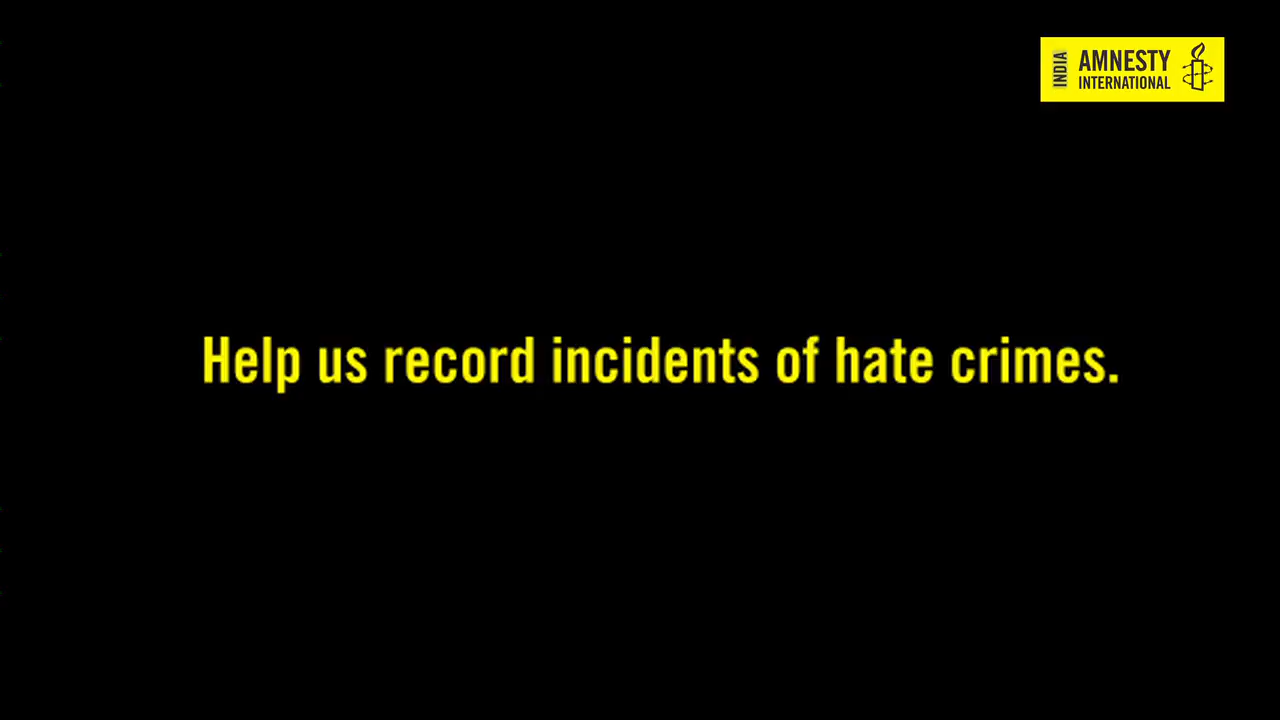 INDIA
AMNESTY
INTERNATIONAL
Help us record incidents of hate crimes.